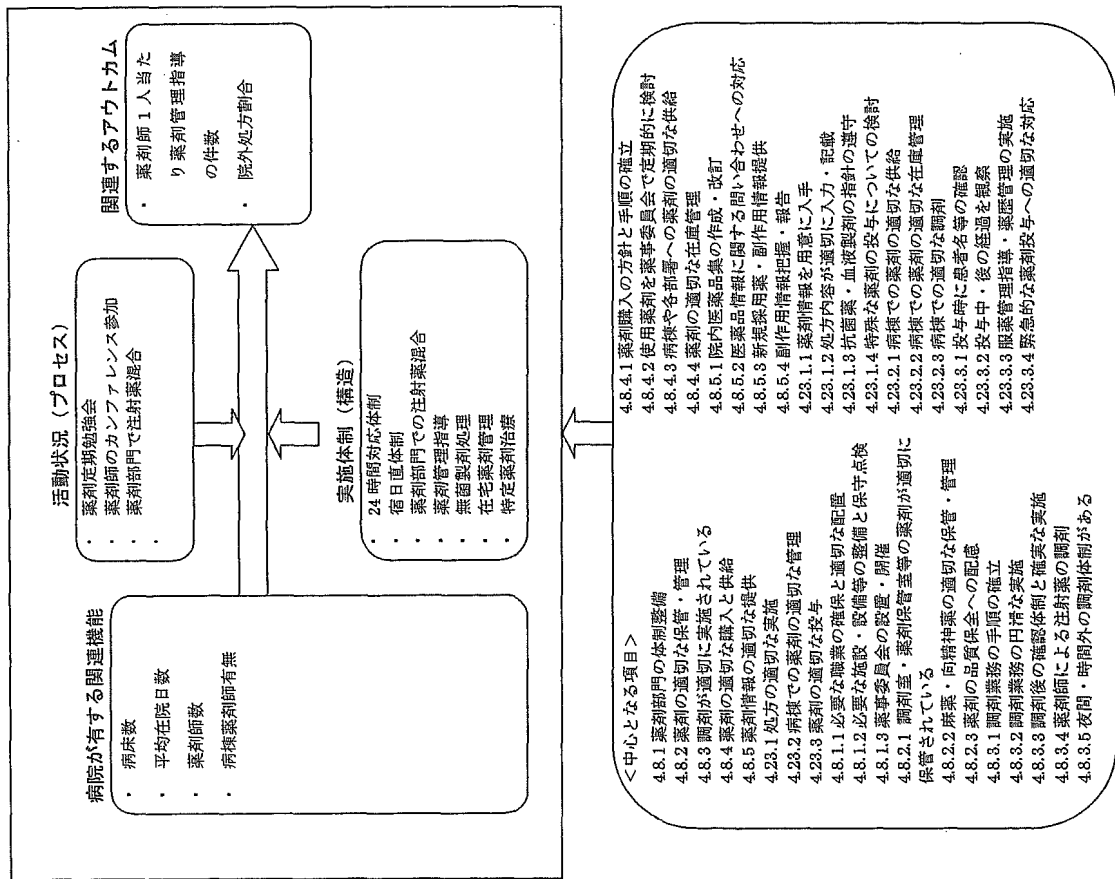 病院が有する関連機能
・ 病床数
・ 平均在院日数
・ 薬剤師数
・ 病棟薬剤師有無
活動状況（プロセス）
・ 薬剤定期勉強会
・ 薬剤師のカンファレンス参加
・ 薬剤部門で注射薬混合
・
実施体制（構造）
・ 24時間対応体制
・ 宿日直体制
・ 薬剤部門での注射薬混合
・ 薬剤管理指導
・ 無菌製剤処理
・ 在宅薬剤管理
・ 特定薬剤治療
関連するアウトカム
・ 薬剤師1人当た
り薬剤管理指導
の件数
・ 院外処方割合
<中心となる項目>
4.8.1 薬剤部門の体制整備
4.8.2 薬剤の適切な保管・管理
4.8.3 調剤が適切に実施されている
4.8.4 薬剤の適切な購入と供給
4.8.5 薬剤情報の適切な提供
4.23.1 処方の適切な実施
4.23.2 病棟での薬剤の適切な管理
4.23.3 薬剤の適切な投与
4.8.1.1 必要な職業の確保と適切な配置
4.8.1.2 必要な施設・設備等の整備と保守点検
4.8.1.3 薬事委員会の設置・開催
4.8.2.1 調剤室・薬剤保管室等の薬剤が適切に
保管されている
4.8.2.2 麻薬・向精神薬の適切な保管・管理
4.8.2.3 薬剤の品質保全への配慮
4.8.3.1 調剤業務の手順の確立
4.8.3.2 調剤業務の円滑な実施
4.8.3.3 調剤後の確認体制と確実な実施
4.8.3.4 薬剤師による注射薬の調剤
4.8.3.5 夜間・時間外の調剤体制がある
4.8.4.1 薬剤購入の方針と手順の確立
4.8.4.2 使用薬剤を薬事委員会で定期的に検討
4.8.4.3 病棟や各部署への薬剤の適切な供給
4.8.4.4 薬剤の適切な在庫管理
4.8.5.1 院内医薬品集の作成・改訂
4.8.5.2 医薬品情報に関する問い合わせへの対応
4.8.5.3 新規採用薬・副作用情報提供
4.8.5.4 副作用情報把握・報告
4.23.1.1 薬剤情報を用意に入手
4.23.1.2 処方内容が適切に入力・記載
4.23.1.3 抗菌薬・血液製剤の指針の遵守
4.23.1.4 特殊な薬剤の投与についての検討
4.23.2.1 病棟での薬剤の適切な供給
4.23.2.2 病棟での薬剤の適切な在庫管理
4.23.2.3 病棟での適切な調剤
4.23.3.1 投与時に患者名等の確認
4.23.3.2 投与中・後の経過を観察
4.23.3.3 服薬管理指導・薬歴管理の実施
4.23.3.4 緊急的な薬剤投与への適切な対応